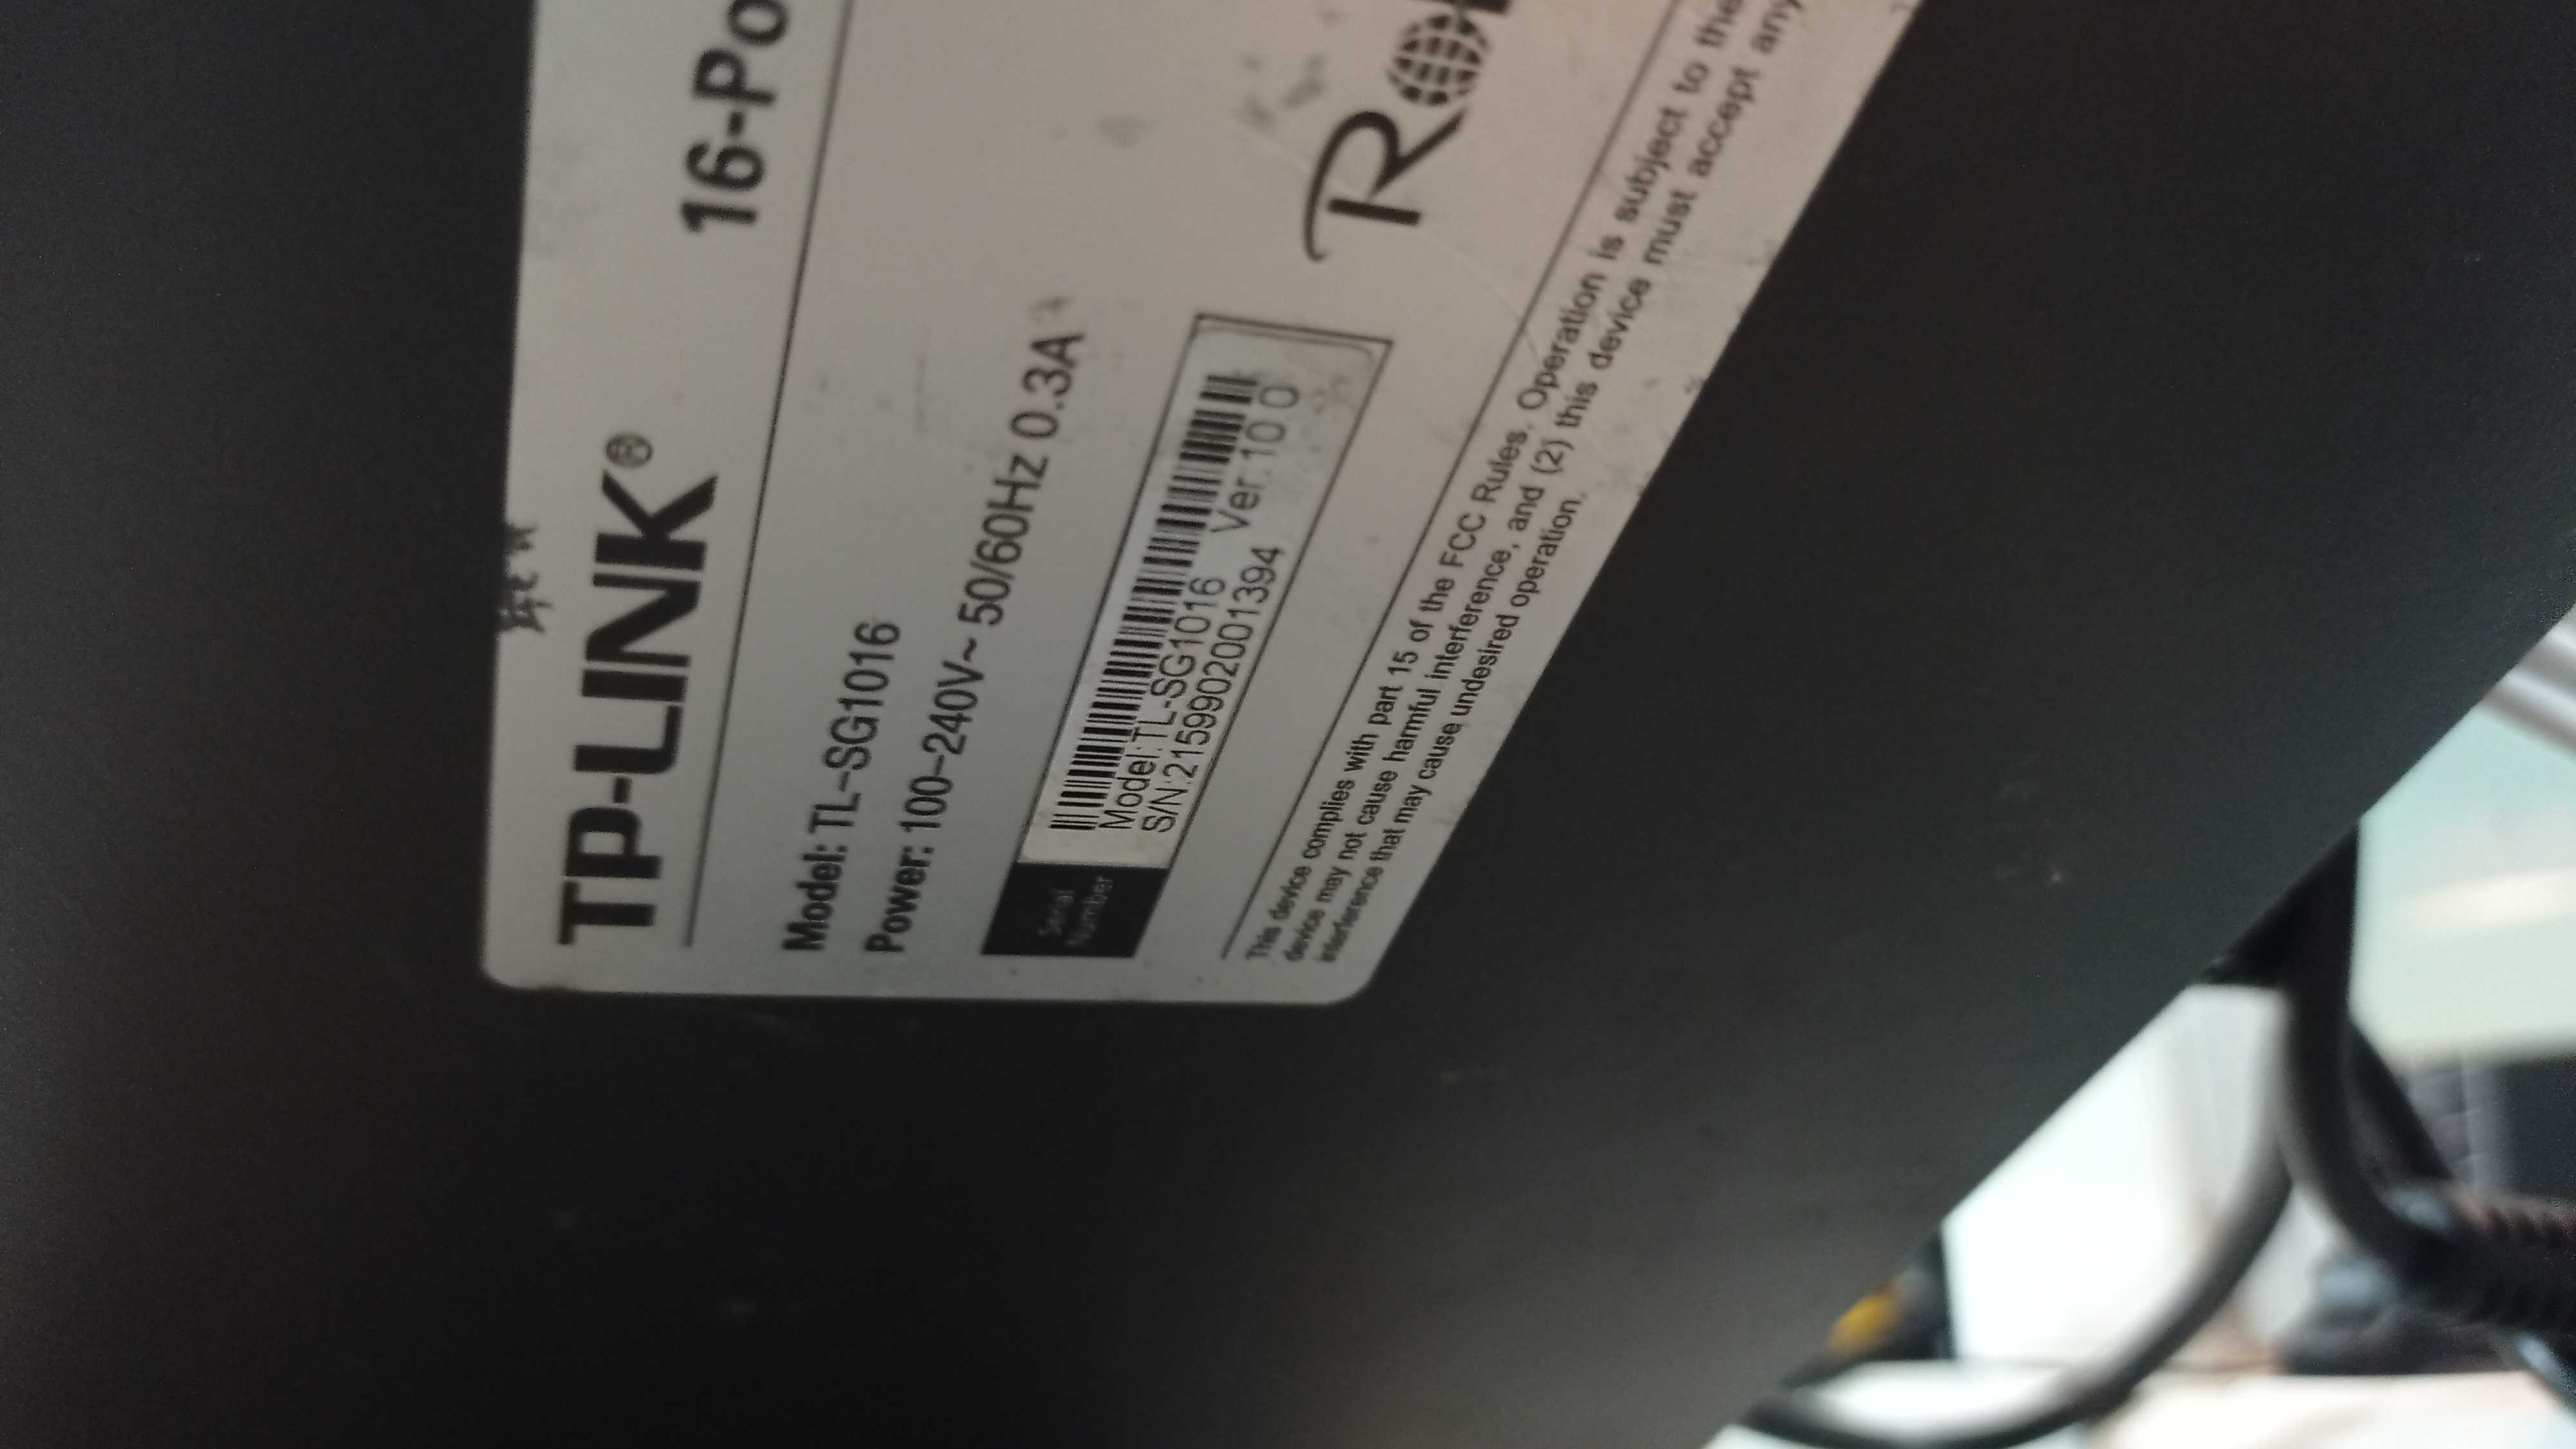 TP-LINK®
16-Po
Model: TL-SG1016
Power: 100-240V~ 50/60Hz 0.3A
Serial
Number
Model:TL-SG1016 Ver:10.0
S/N:2159902001394
Ro
This device complies with part 15 of the FCC Rules. Operation is subject to the
device may not cause harmful interference, and (2) this device must accept any
interference that may cause undesired operation.